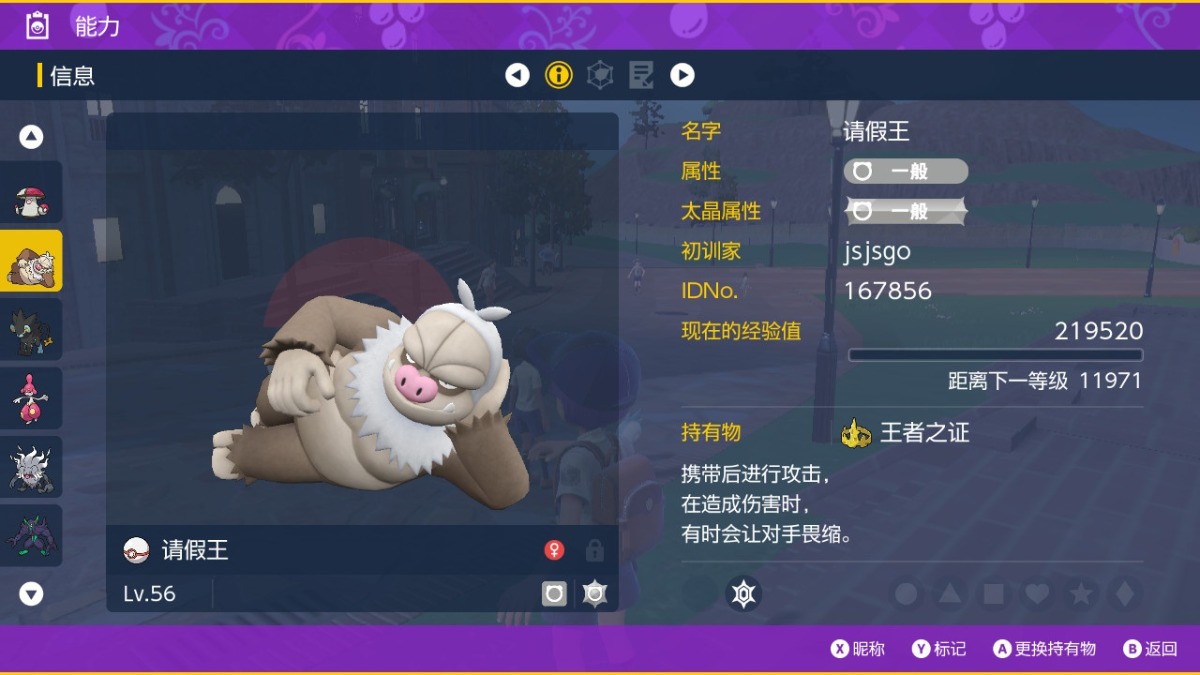 能力
信息
名字 请假王
属性 一般
太晶属性 一般
初训家 jsjsgo
IDNo. 167856
现在的经验值 219520
距离下一等级 11971
持有物 王者之证
携带后进行攻击，
在造成伤害时，
有时会让对手畏缩。
请假王
Lv.56
X昵称 Y标记 A更换持有物 B返回